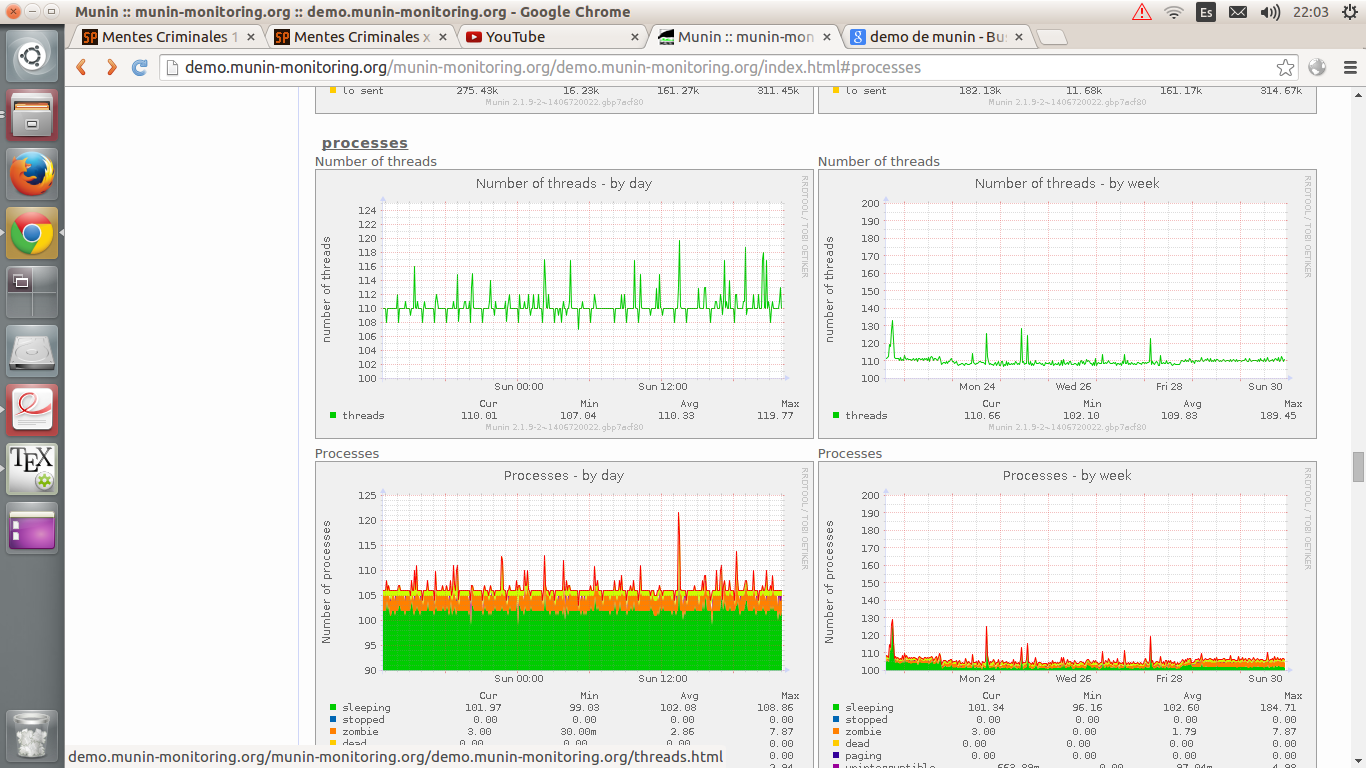 Munin :: munin-monitoring.org :: demo.munin-monitoring.org - Google Chrome
Es
22:03
Mentes Criminales 1
Mentes Criminales x
YouTube
Munin :: munin-mon
demo de munin - Bus
demo.munin-monitoring.org/munin-monitoring.org/demo.munin-monitoring.org/index.html#processes
lo sent 275.43k 16.23k 161.27k 311.45k
Munin 2.1.9-2~1406720022.gbp7acf80
lo sent 182.13k 11.68k 161.17k 314.67k
Munin 2.1.9-2~1406720022.gbp7acf80
processes
Number of threads
Number of threads
Number of threads - by day
RRDTOOL / TOBI OETIKER
number of threads
124
122
120
118
116
114
112
110
108
106
104
102
100
Sun 00:00 Sun 12:00
Cur Min Avg Max
threads 110.01 107.04 110.33 119.77
Munin 2.1.9-2~1406720022.gbp7acf80
Number of threads - by week
RRDTOOL / TOBI OETIKER
number of threads
200
190
180
170
160
150
140
130
120
110
100
Mon 24 Wed 26 Fri 28 Sun 30
Cur Min Avg Max
threads 110.66 102.10 109.83 189.45
Munin 2.1.9-2~1406720022.gbp7acf80
Processes
Processes
Processes - by day
RRDTOOL / TOBI OETIKER
Number of processes
125
120
115
110
105
100
95
90
Sun 00:00 Sun 12:00
Cur Min Avg Max
sleeping 101.97 99.03 102.08 108.86
stopped 0.00 0.00 0.00 0.00
zombie 3.00 30.00m 2.86 7.87
dead 0.00 0.00 0.00 0.00
Processes - by week
RRDTOOL / TOBI OETIKER
Number of processes
200
190
180
170
160
150
140
130
120
110
100
Mon 24 Wed 26 Fri 28 Sun 30
Cur Min Avg Max
sleeping 101.34 96.16 102.60 184.71
stopped 0.00 0.00 0.00 0.00
zombie 3.00 0.00 1.79 7.87
dead 0.00 0.00 0.00 0.00
paging 0.00 0.00 0.00 0.00
TEX
demo.munin-monitoring.org/munin-monitoring.org/demo.munin-monitoring.org/threads.html